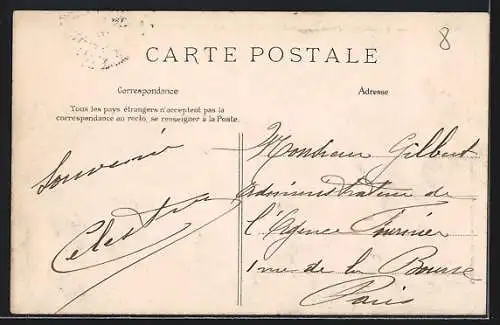 8
CARTE POSTALE
Correspondance
Adresse
Tous les pays étrangers n'acceptent pas la
correspondance au recto, se renseigner à la Poste.
Souvenir
Monsieur Gilbert
Administrateur de
l'Agence Fournier
1 rue de la Bourse
Paris